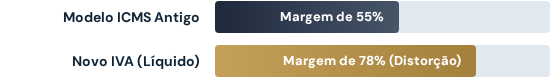 Modelo ICMS Antigo Margem de 55%
Novo IVA (Líquido) Margem de 78% (Distorção)